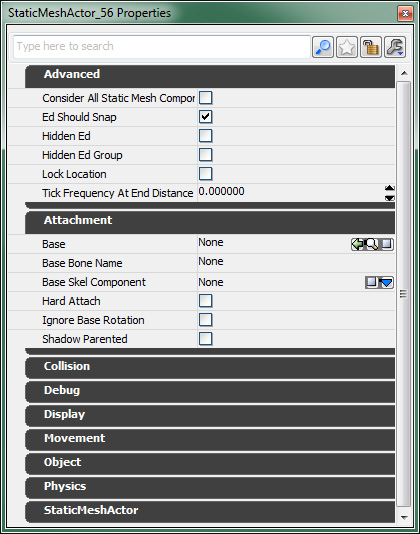 StaticMeshActor_56 Properties
Type here to search
Advanced
Consider All Static Mesh Compor
Ed Should Snap
Hidden Ed
Hidden Ed Group
Lock Location
Tick Frequency At End Distance 0.000000
Attachment
Base None
Base Bone Name None
Base Skel Component None
Hard Attach
Ignore Base Rotation
Shadow Parented
Collision
Debug
Display
Movement
Object
Physics
StaticMeshActor